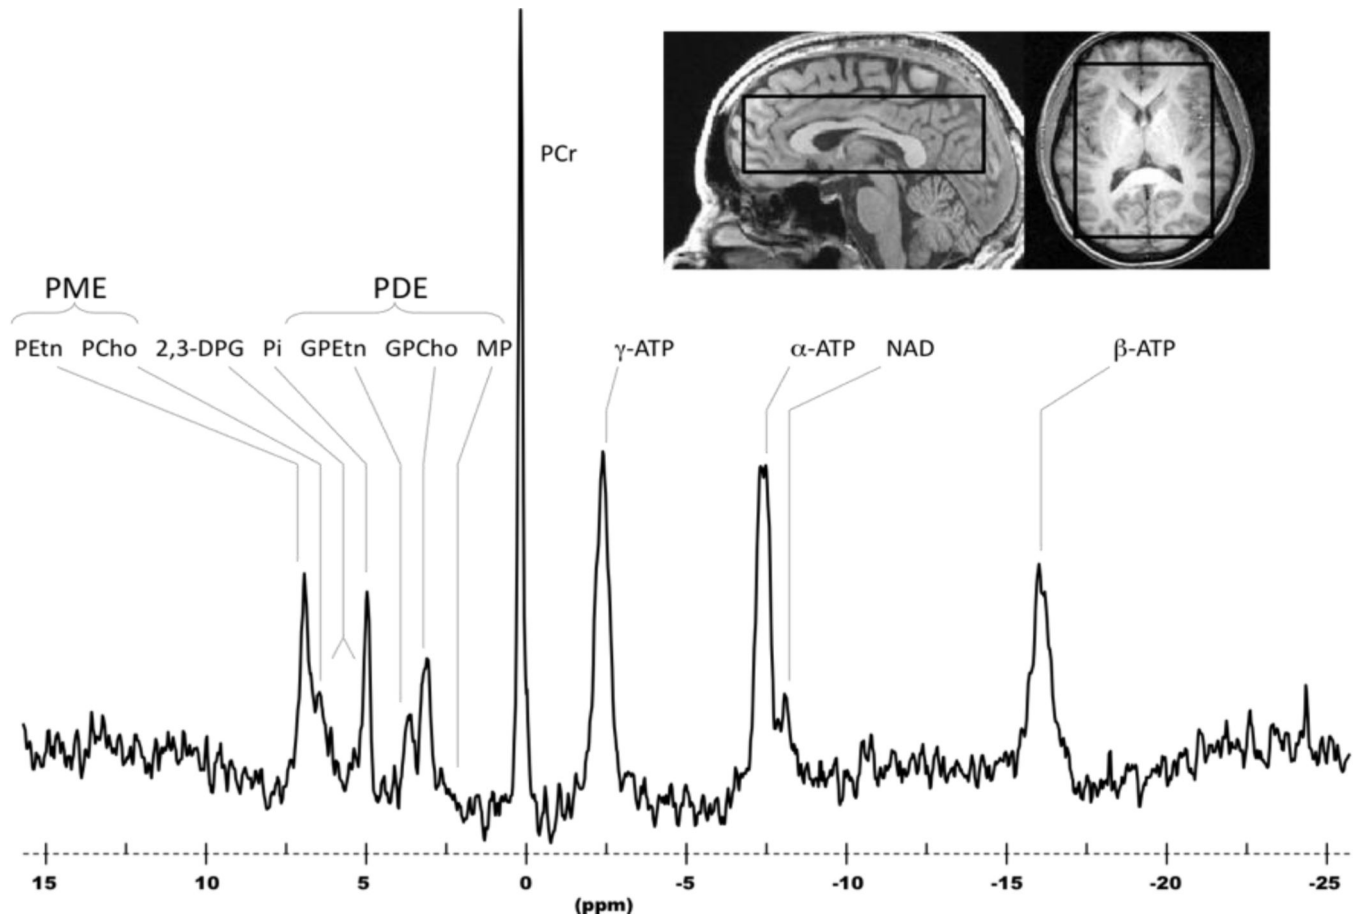 PCr
PME PDE
PEtn PCho 2,3-DPG Pi GPEtn GPCho MP γ-ATP α-ATP NAD β-ATP
15 10 5 0 -5 -10 -15 -20 -25
(ppm)